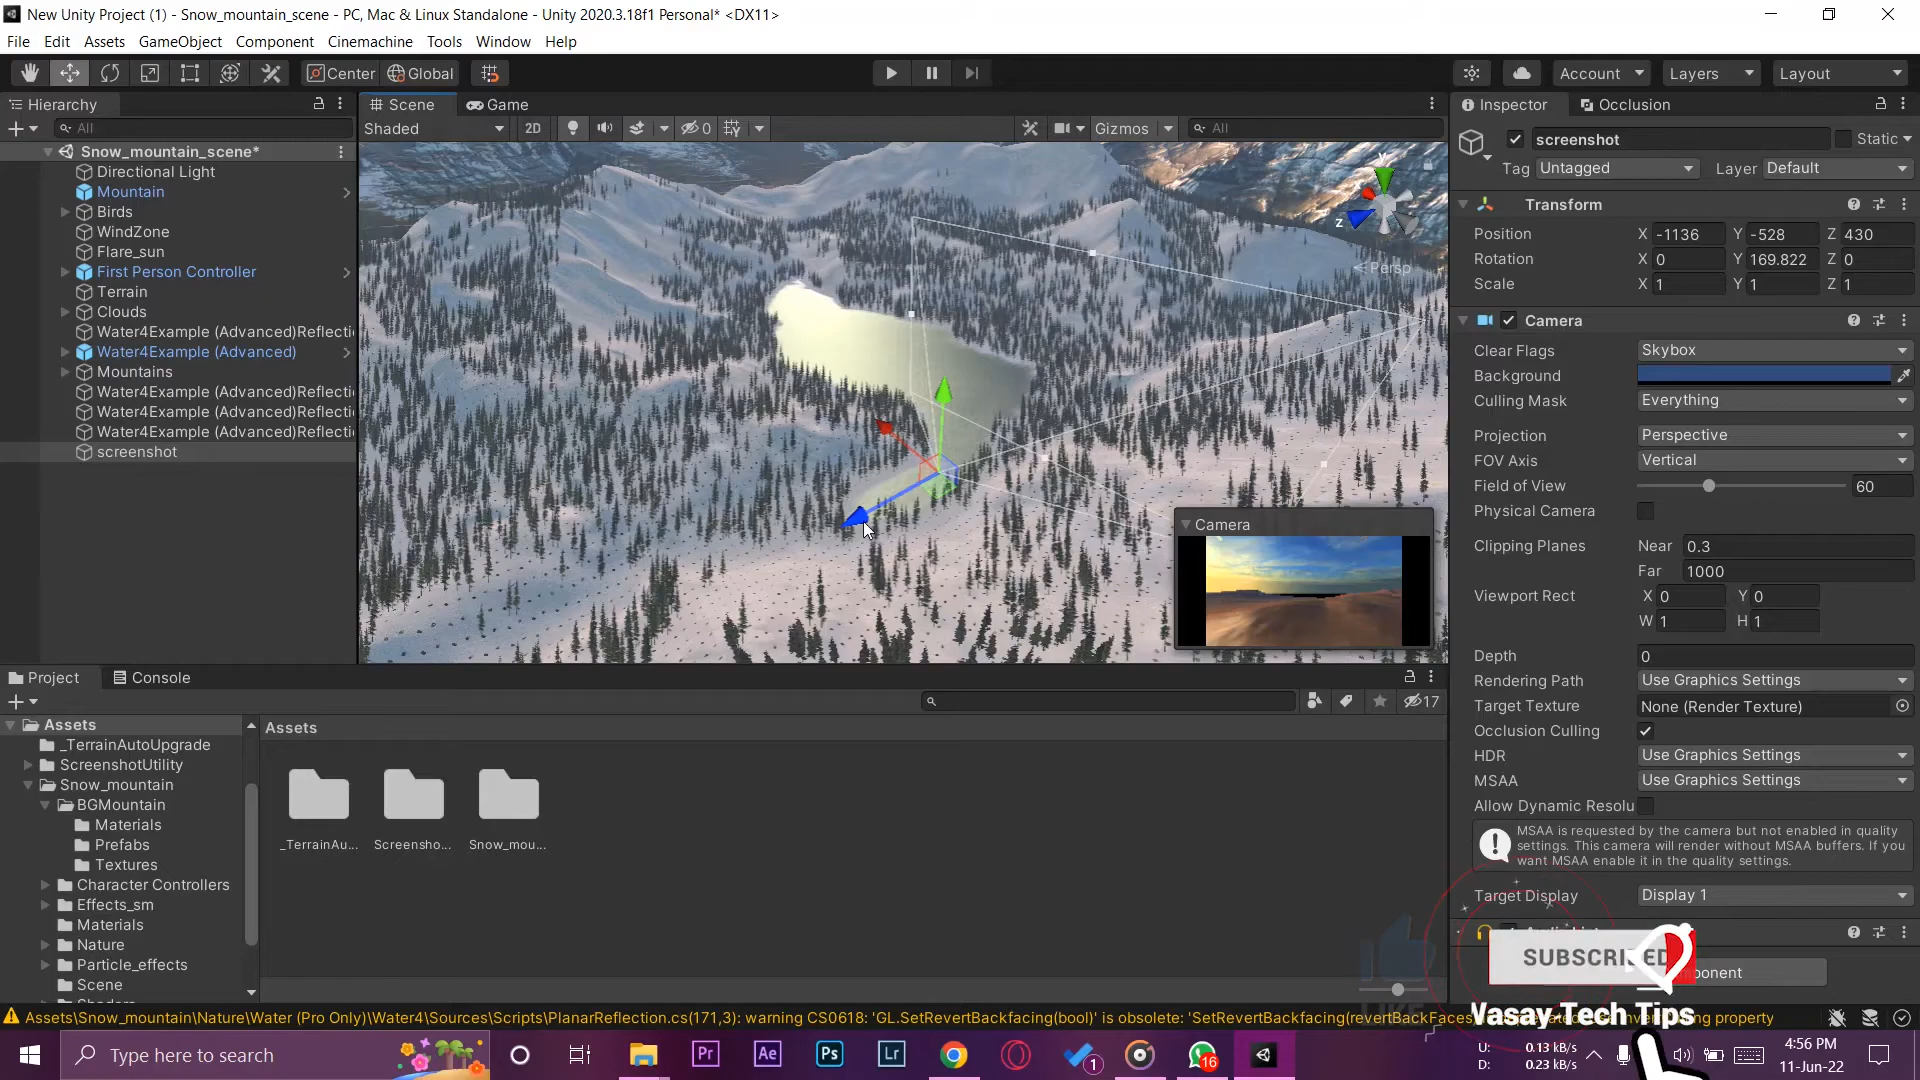 New Unity Project (1) - Snow_mountain_scene - PC, Mac & Linux Standalone - Unity 2020.3.18f1 Personal* <DX11>
File Edit Assets GameObject Component Cinemachine Tools Window Help
Center Global Account Layers Layout
Hierarchy Scene Game Inspector Occlusion
All Shaded 2D 0 Gizmos All
screenshot Static
Tag Untagged Layer Default
Snow_mountain_scene*
Directional Light
Mountain
Birds
WindZone
Flare_sun
First Person Controller
Terrain
Clouds
Water4Example (Advanced)Reflecti
Water4Example (Advanced)
Mountains
Water4Example (Advanced)Reflecti
Water4Example (Advanced)Reflecti
Water4Example (Advanced)Reflecti
screenshot
z
Persp
Camera
Transform
Position X -1136 Y -528 Z 430
Rotation X 0 Y 169.822 Z 0
Scale X 1 Y 1 Z 1
Camera
Clear Flags Skybox
Background
Culling Mask Everything
Projection Perspective
FOV Axis Vertical
Field of View 60
Physical Camera
Clipping Planes Near 0.3
Far 1000
Viewport Rect X 0 Y 0
W 1 H 1
Depth 0
Rendering Path Use Graphics Settings
Target Texture None (Render Texture)
Occlusion Culling
HDR Use Graphics Settings
MSAA Use Graphics Settings
Allow Dynamic Resolu
MSAA is requested by the camera but not enabled in quality
settings. This camera will render without MSAA buffers. If you
want MSAA enable it in the quality settings.
Target Display Display 1
Project Console
17
Assets
_TerrainAutoUpgrade
ScreenshotUtility
Snow_mountain
BGMountain
Materials
Prefabs
Textures
Character Controllers
Effects_sm
Materials
Nature
Particle_effects
Scene
Assets
_TerrainAu... Screensho... Snow_mou...
LIKE
SUBSCRIBED
Vasay Tech Tips
Assets\Snow_mountain\Nature\Water (Pro Only)\Water4\Sources\Scripts\PlanarReflection.cs(171,3): warning CS0618: 'GL.SetRevertBackfacing(bool)' is obsolete: 'SetRevertBackfacing(revertBackFaces property
Type here to search
Pr Ae Ps Lr 1 16
U: 0.13 kB/s
D: 0.23 kB/s
4:56 PM
11-Jun-22